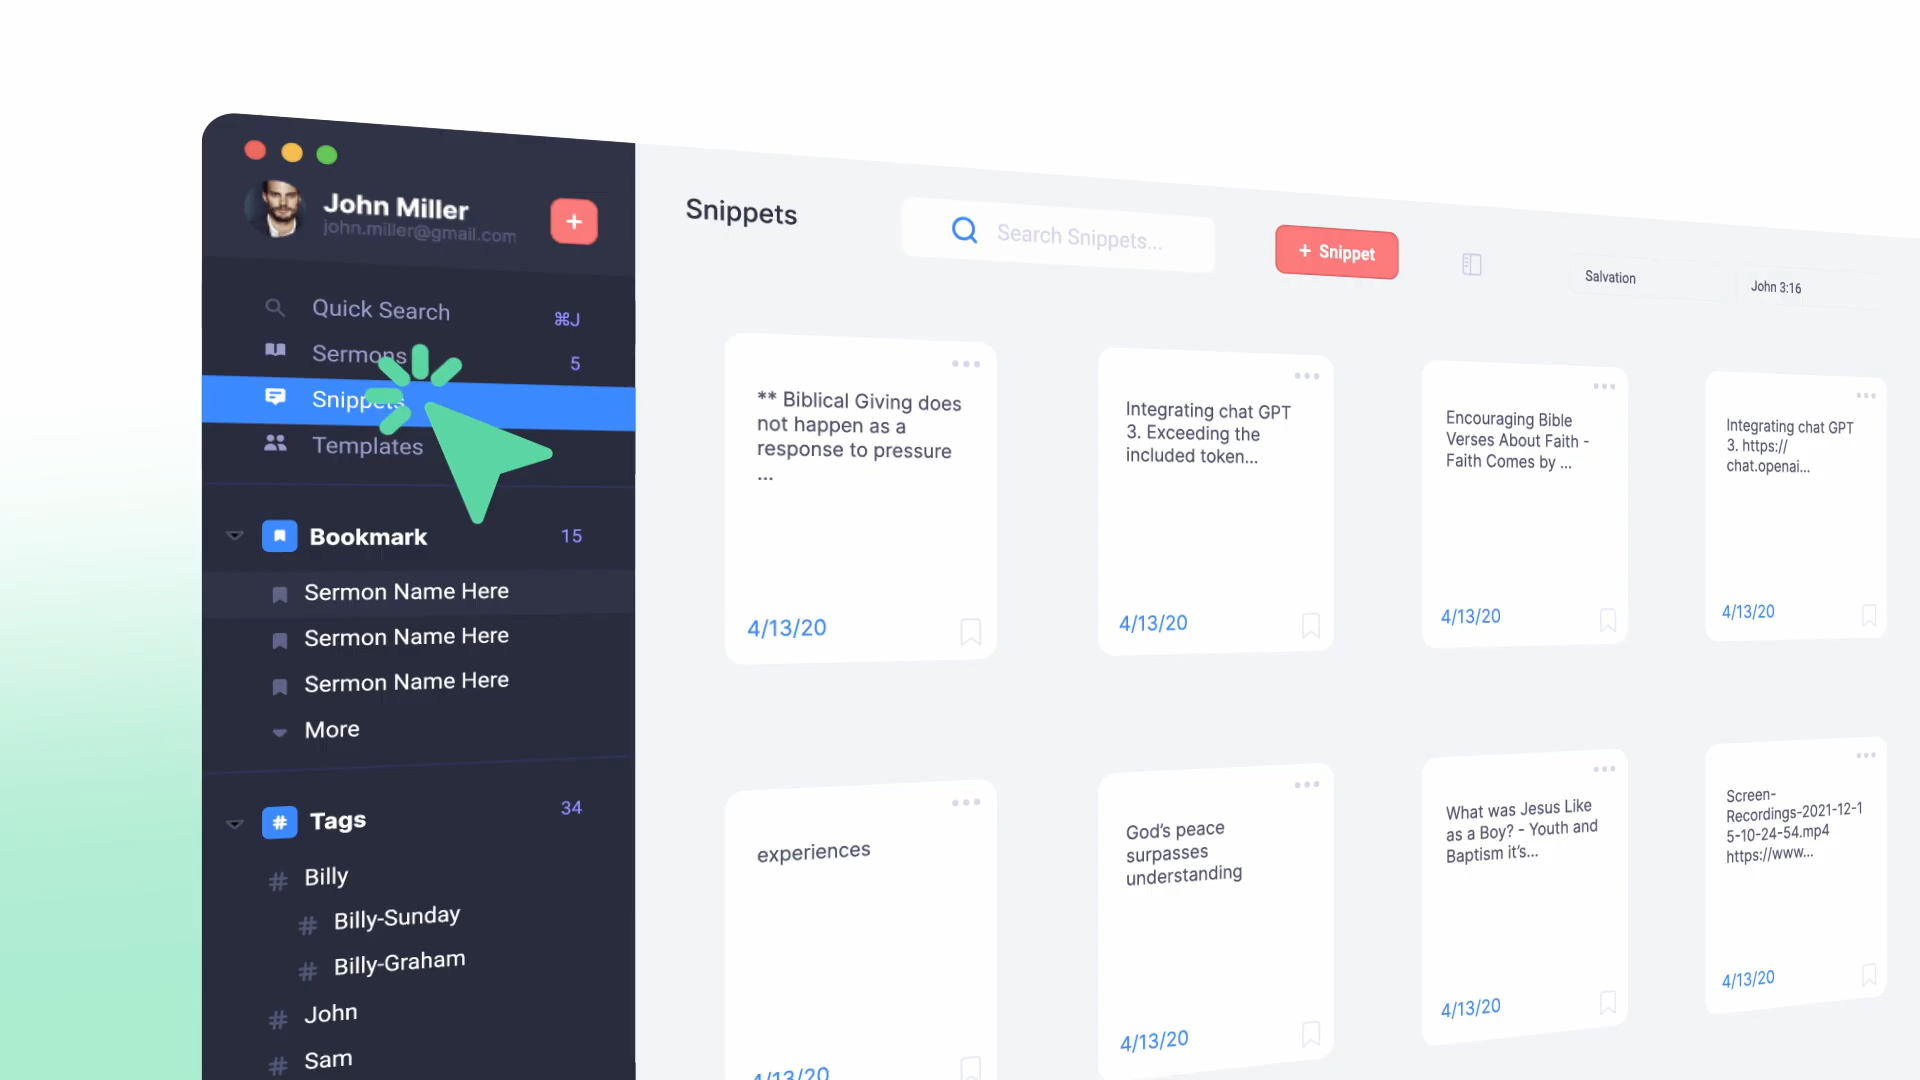 John Miller
john.miller@gmail.com
+
Quick Search
⌘J
Sermons
5
Snippets
Templates
Bookmark
15
Sermon Name Here
Sermon Name Here
Sermon Name Here
More
# Tags
34
# Billy
# Billy-Sunday
# Billy-Graham
# John
# Sam
Snippets
Search Snippets...
+ Snippet
Salvation
John 3:16
** Biblical Giving does
not happen as a
response to pressure
...
4/13/20
Integrating chat GPT
3. Exceeding the
included token...
4/13/20
Encouraging Bible
Verses About Faith -
Faith Comes by ...
4/13/20
Integrating chat GPT
3. https://
chat.openai...
4/13/20
experiences
4/13/20
God’s peace
surpasses
understanding
4/13/20
What was Jesus Like
as a Boy? - Youth and
Baptism it’s...
4/13/20
Screen-
Recordings-2021-12-1
5-10-24-54.mp4
https://www...
4/13/20